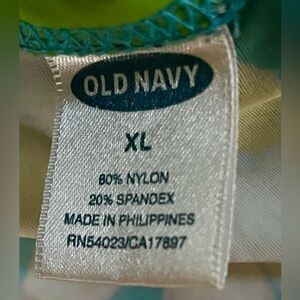 OLD NAVY
XL
80% NYLON
20% SPANDEX
MADE IN PHILIPPINES
RN54023/CA17897